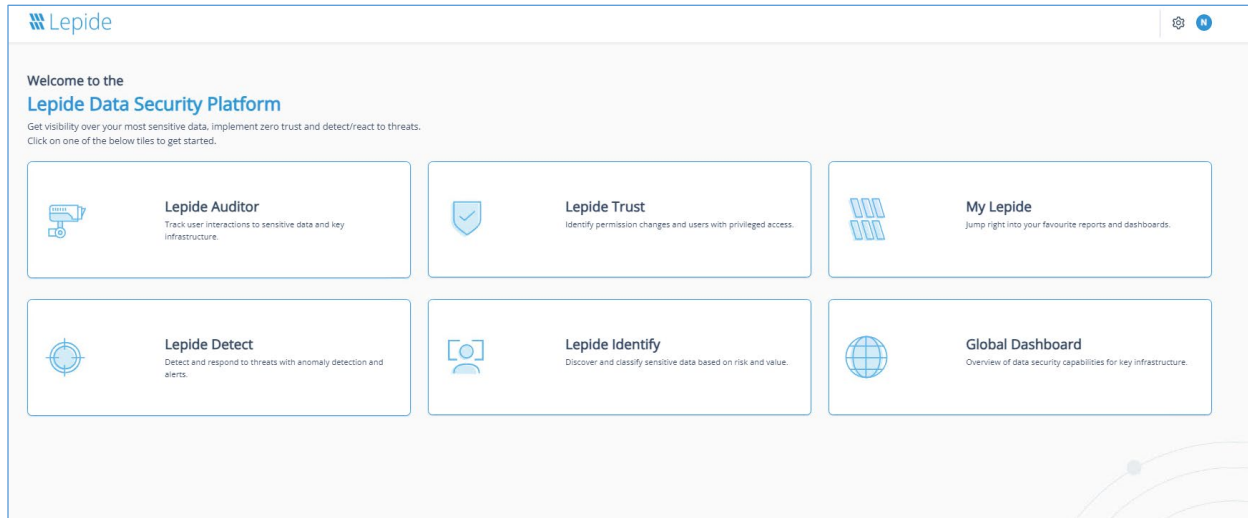 Lepide
N
Welcome to the
Lepide Data Security Platform
Get visibility over your most sensitive data, implement zero trust and detect/react to threats.
Click on one of the below tiles to get started.
Lepide Auditor
Track user interactions to sensitive data and key
infrastructure.
Lepide Trust
Identify permission changes and users with privileged access.
My Lepide
Jump right into your favourite reports and dashboards.
Lepide Detect
Detect and respond to threats with anomaly detection and
alerts.
Lepide Identify
Discover and classify sensitive data based on risk and value.
Global Dashboard
Overview of data security capabilities for key infrastructure.